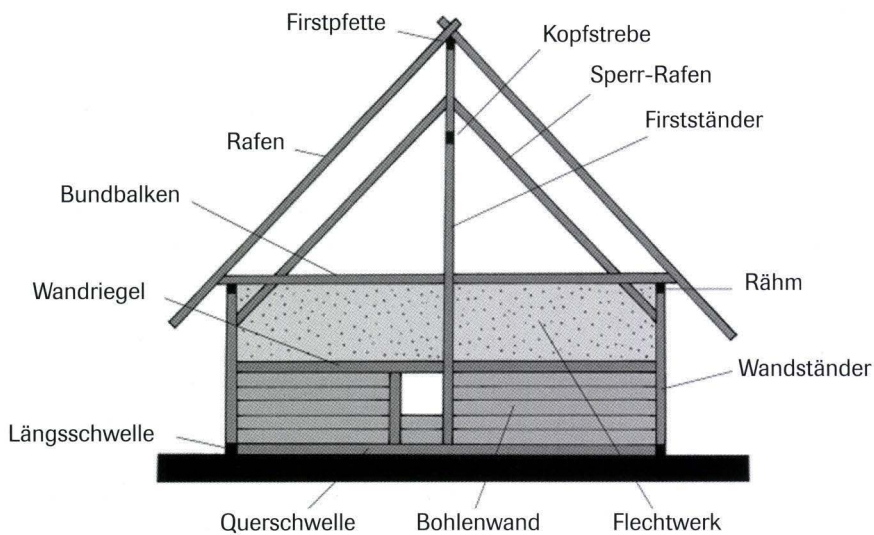 Firstpfette
Kopfstrebe
Sperr-Rafen
Firstständer
Rafen
Bundbalken
Wandriegel
Rähm
Wandständer
Längsschwelle
Querschwelle
Bohlenwand
Flechtwerk